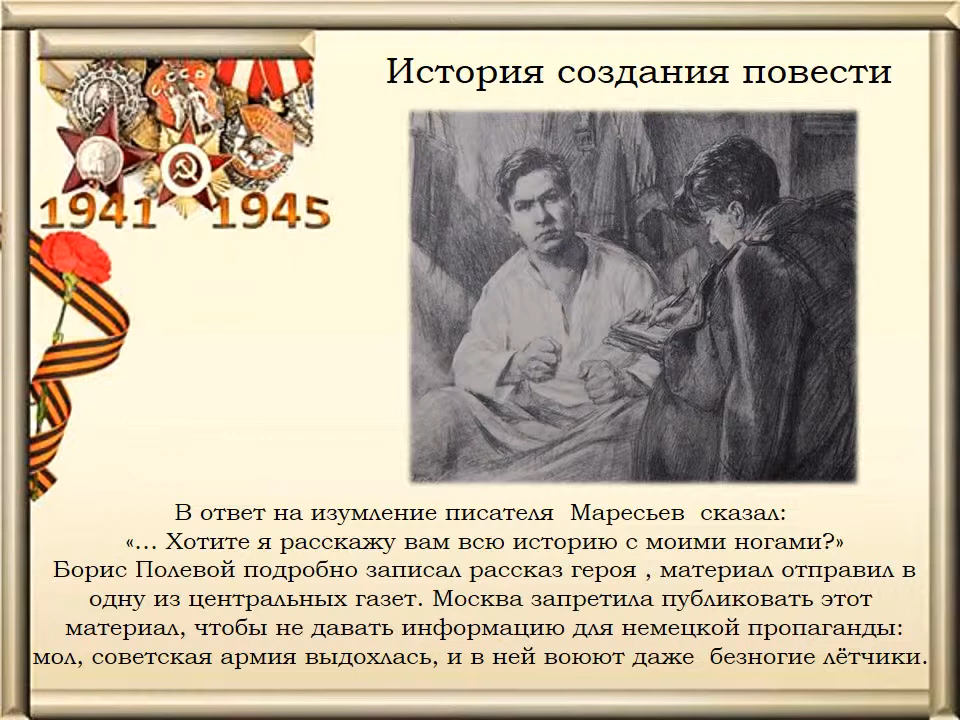 История создания повести
1941 1945
В ответ на изумление писателя Маресьев сказал:
«... Хотите я расскажу вам всю историю с моими ногами?»
Борис Полевой подробно записал рассказ героя , материал отправил в
одну из центральных газет. Москва запретила публиковать этот
материал, чтобы не давать информацию для немецкой пропаганды:
мол, советская армия выдохлась, и в ней воюют даже безногие лётчики.